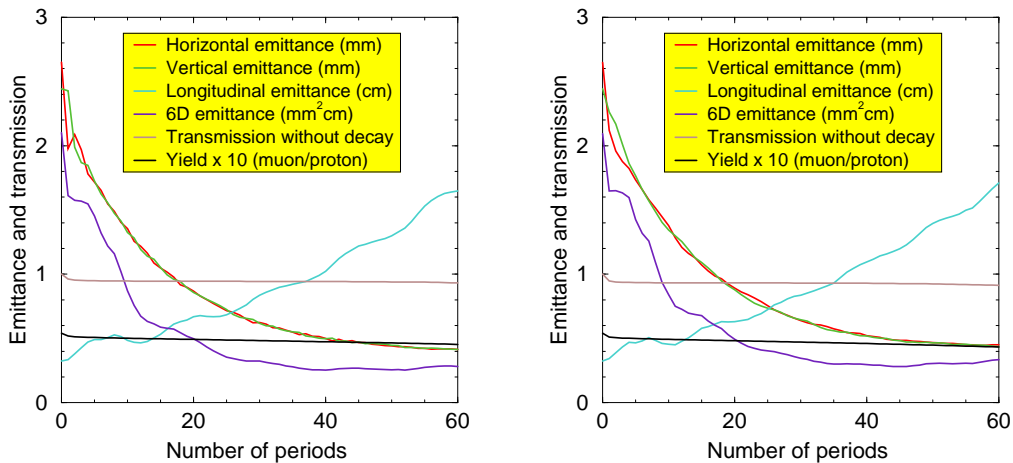 3
2
1
0
Emittance and transmission
Horizontal emittance (mm)
Vertical emittance (mm)
Longitudinal emittance (cm)
6D emittance (mm²cm)
Transmission without decay
Yield x 10 (muon/proton)
0 20 40 60
Number of periods
3
2
1
0
Emittance and transmission
Horizontal emittance (mm)
Vertical emittance (mm)
Longitudinal emittance (cm)
6D emittance (mm²cm)
Transmission without decay
Yield x 10 (muon/proton)
0 20 40 60
Number of periods